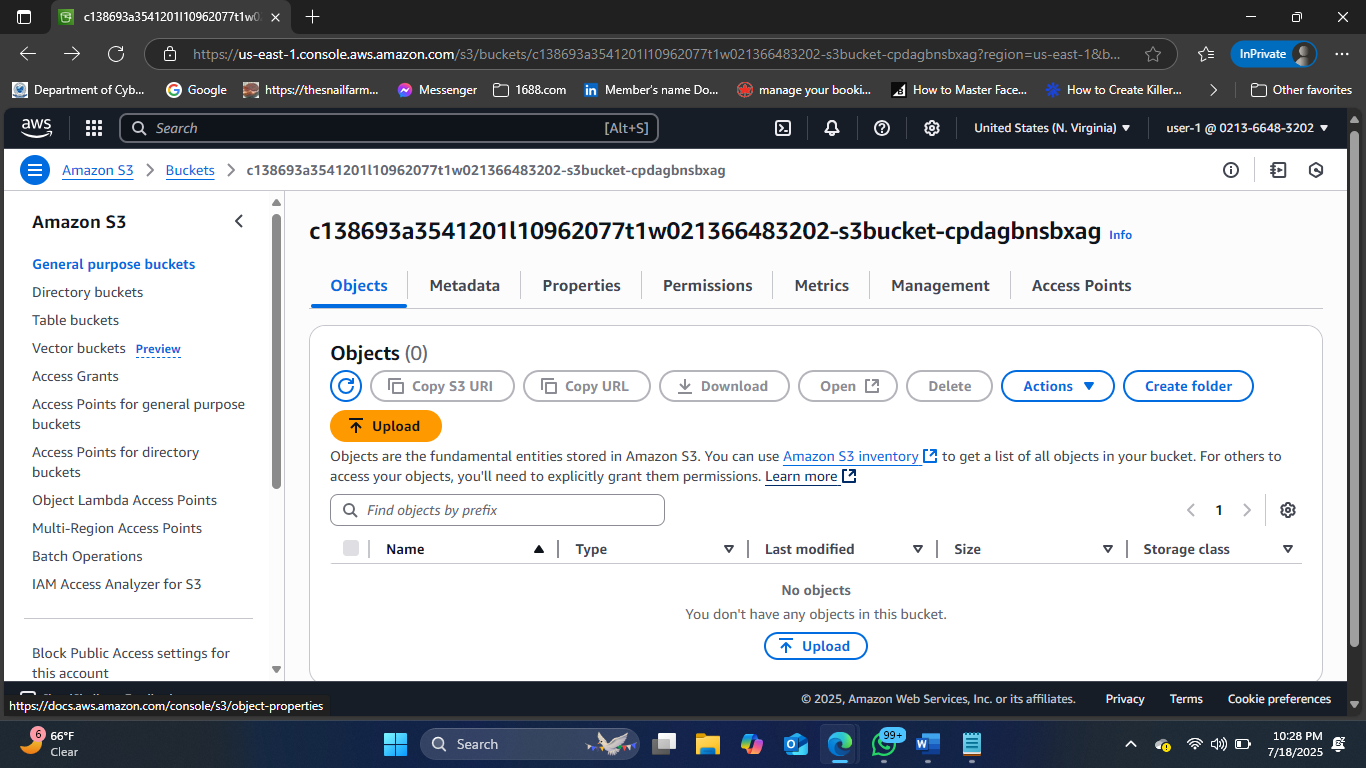 c138693a3541201l10962077t1w0
https://us-east-1.console.aws.amazon.com/s3/buckets/c138693a3541201l10962077t1w021366483202-s3bucket-cpdagbnsbxag?region=us-east-1&b...
InPrivate
Department of Cyb...
Google
https://thesnailfarm...
Messenger
1688.com
Member's name Do...
manage your booki...
How to Master Face...
How to Create Killer...
Other favorites
aws
Search
[Alt+S]
United States (N. Virginia)
user-1 @ 0213-6648-3202
Amazon S3
Buckets
c138693a3541201l10962077t1w021366483202-s3bucket-cpdagbnsbxag
Amazon S3
General purpose buckets
Directory buckets
Table buckets
Vector buckets Preview
Access Grants
Access Points for general purpose
buckets
Access Points for directory
buckets
Object Lambda Access Points
Multi-Region Access Points
Batch Operations
IAM Access Analyzer for S3
Block Public Access settings for
this account
c138693a3541201l10962077t1w021366483202-s3bucket-cpdagbnsbxag Info
Objects
Metadata
Properties
Permissions
Metrics
Management
Access Points
Objects (0)
Copy S3 URI
Copy URL
Download
Open
Delete
Actions
Create folder
Upload
Objects are the fundamental entities stored in Amazon S3. You can use Amazon S3 inventory to get a list of all objects in your bucket. For others to
access your objects, you'll need to explicitly grant them permissions. Learn more
Find objects by prefix
1
Name
Type
Last modified
Size
Storage class
No objects
You don't have any objects in this bucket.
Upload
© 2025, Amazon Web Services, Inc. or its affiliates.
Privacy
Terms
Cookie preferences
https://docs.aws.amazon.com/console/s3/object-properties
6
66°F
Clear
Search
99+
10:28 PM
7/18/2025